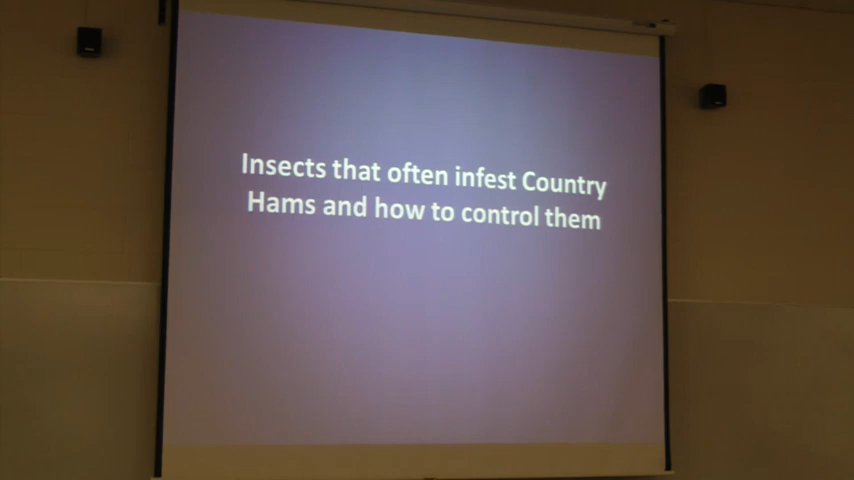 Insects that often infest Country
Hams and how to control them